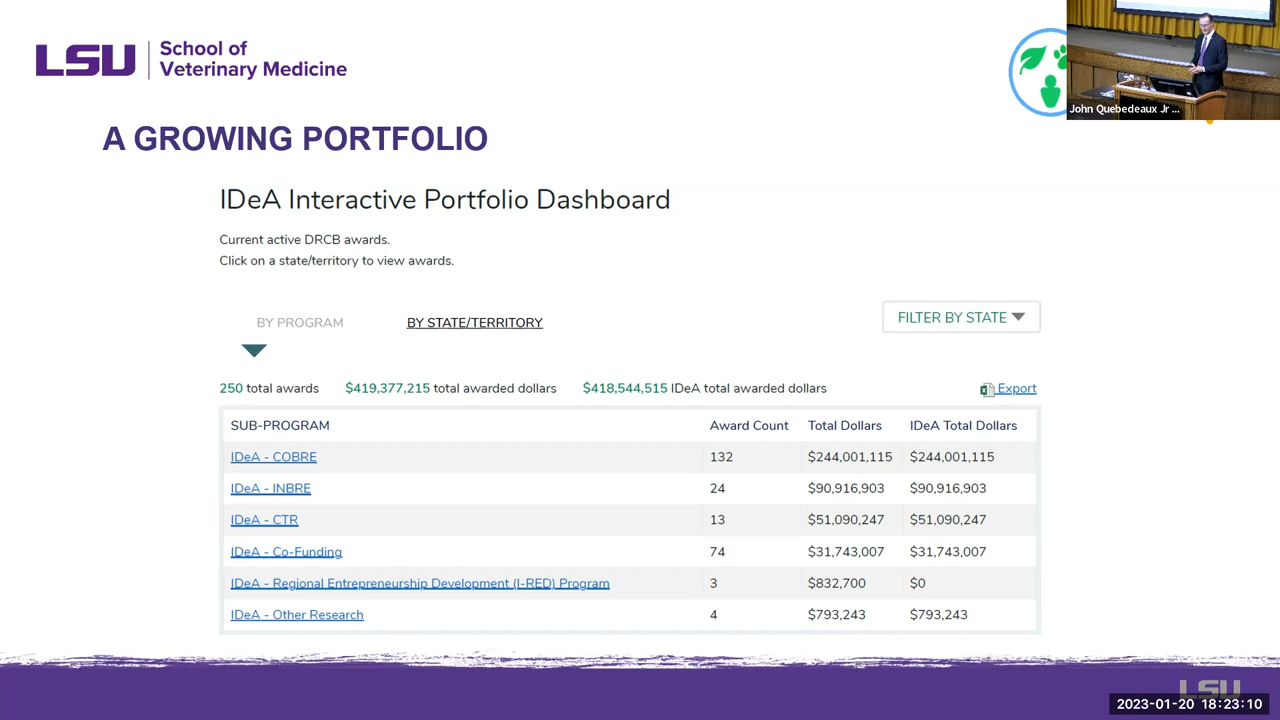 LSU
School of
Veterinary Medicine
John Quebedeaux Jr ...
A GROWING PORTFOLIO
IDeA Interactive Portfolio Dashboard
Current active DRCB awards.
Click on a state/territory to view awards.
BY PROGRAM BY STATE/TERRITORY FILTER BY STATE
250 total awards $419,377,215 total awarded dollars $418,544,515 IDeA total awarded dollars Export
SUB-PROGRAM Award Count Total Dollars IDeA Total Dollars
IDeA - COBRE 132 $244,001,115 $244,001,115
IDeA - INBRE 24 $90,916,903 $90,916,903
IDeA - CTR 13 $51,090,247 $51,090,247
IDeA - Co-Funding 74 $31,743,007 $31,743,007
IDeA - Regional Entrepreneurship Development (I-RED) Program 3 $832,700 $0
IDeA - Other Research 4 $793,243 $793,243
LSU
2023-01-20 18:23:10